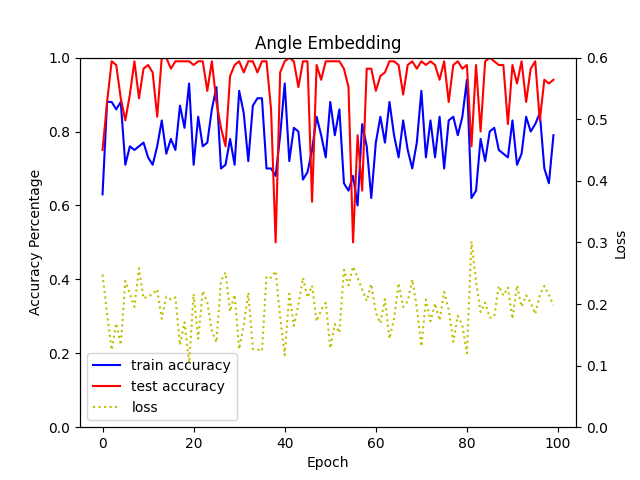 Angle Embedding
1.0
0.8
0.6
0.4
0.2
0.0
Accuracy Percentage
0.6
0.5
0.4
0.3
0.2
0.1
0.0
Loss
train accuracy
test accuracy
loss
0 20 40 60 80 100
Epoch